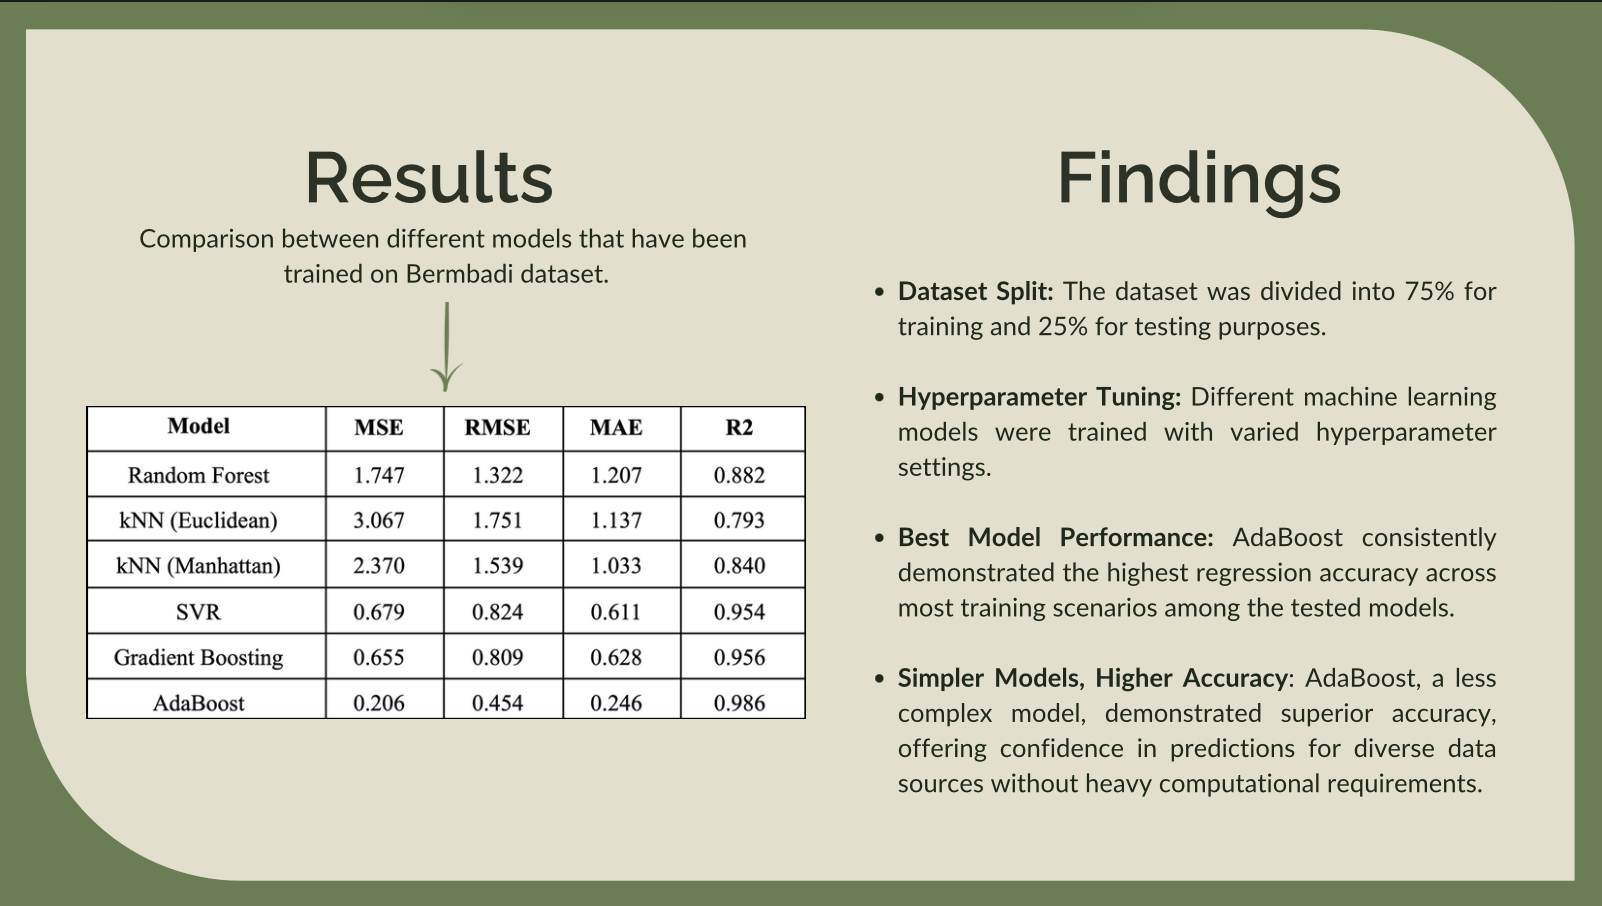 Results
Comparison between different models that have been
trained on Bermbadi dataset.
Model MSE RMSE MAE R2
Random Forest 1.747 1.322 1.207 0.882
kNN (Euclidean) 3.067 1.751 1.137 0.793
kNN (Manhattan) 2.370 1.539 1.033 0.840
SVR 0.679 0.824 0.611 0.954
Gradient Boosting 0.655 0.809 0.628 0.956
AdaBoost 0.206 0.454 0.246 0.986
Findings
• Dataset Split: The dataset was divided into 75% for
training and 25% for testing purposes.
• Hyperparameter Tuning: Different machine learning
models were trained with varied hyperparameter
settings.
• Best Model Performance: AdaBoost consistently
demonstrated the highest regression accuracy across
most training scenarios among the tested models.
• Simpler Models, Higher Accuracy: AdaBoost, a less
complex model, demonstrated superior accuracy,
offering confidence in predictions for diverse data
sources without heavy computational requirements.